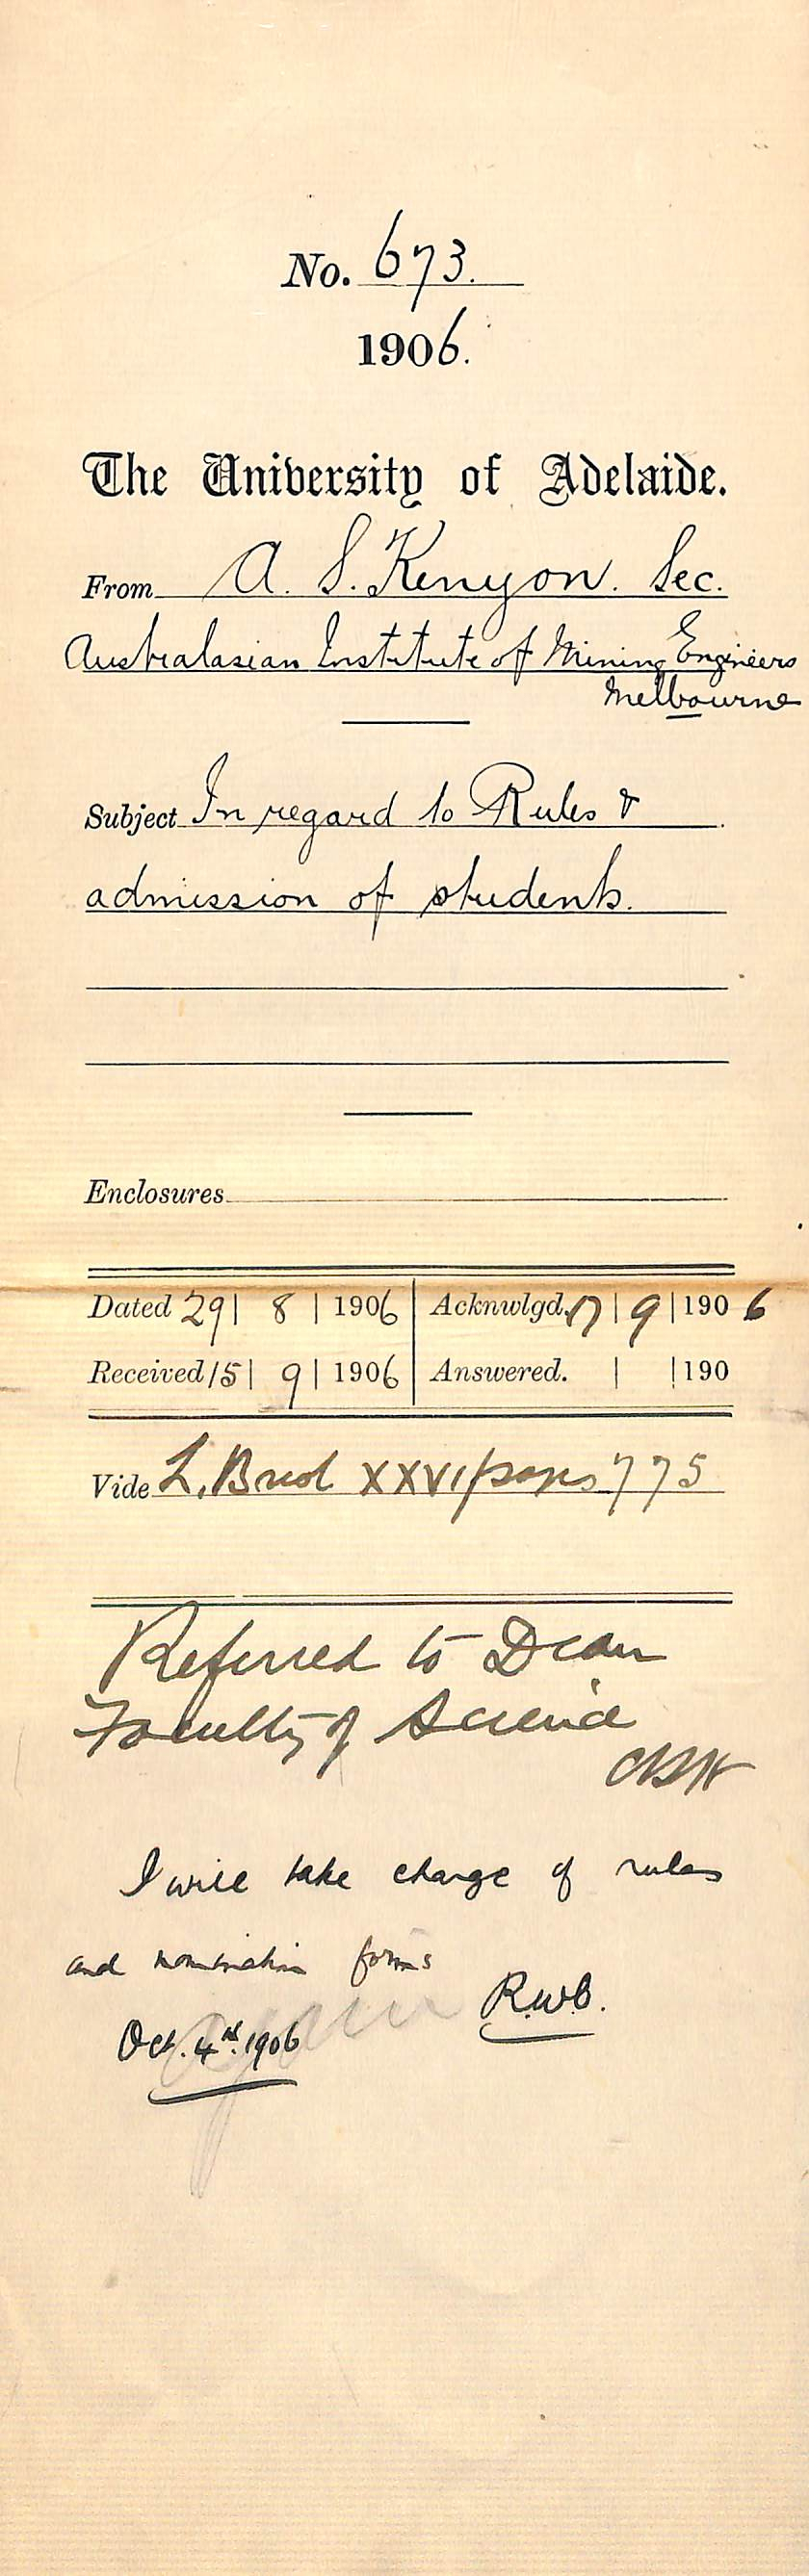 No. 673.
1906.
The University of Adelaide.
From A. S. Kenyon. Sec.
Australasian Institute of Mining Engineers
Melbourne
Subject In regard to Rules &
admission of students.
Enclosures
Dated 29 | 8 | 1906 | Acknwlgd. 17 | 9 | 1906
Received 15 | 9 | 1906 | Answered. | | 190
Vide L. XXVI page 775
Referred to Dean
Faculty of Science
I will take charge of rules
and nomination forms
R.W.C.
Oct. 4th. 1906